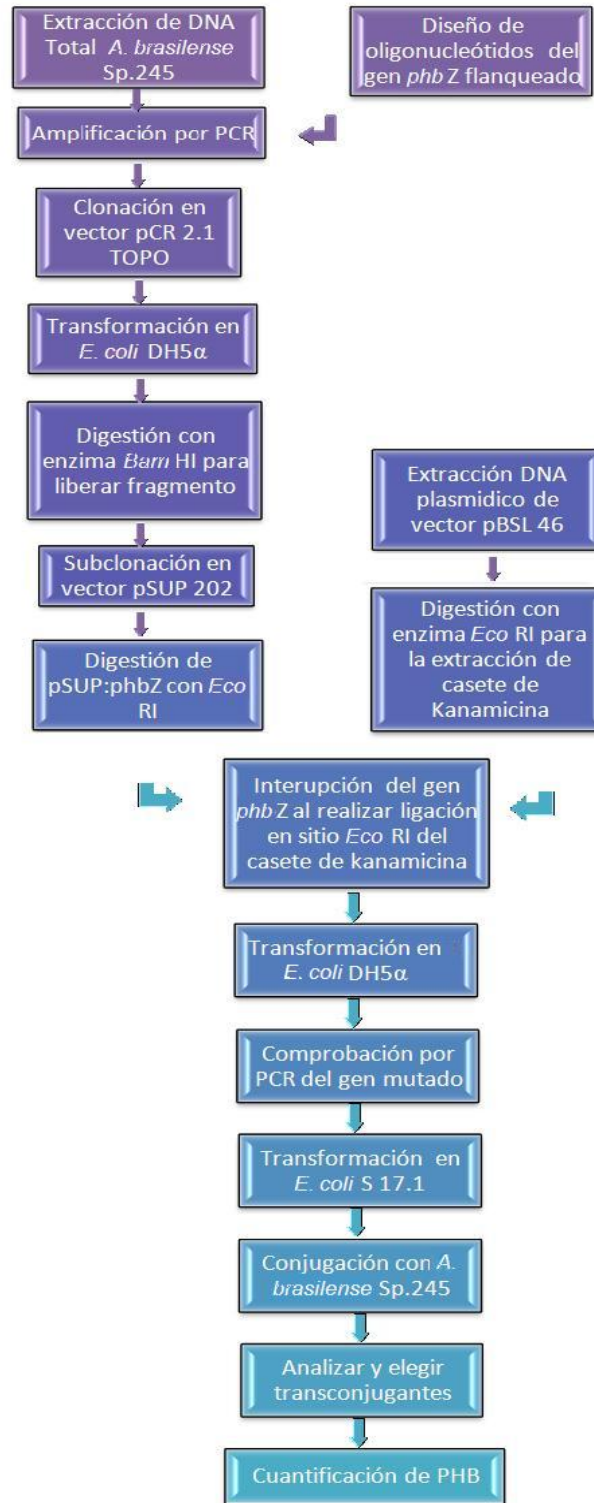 Extracción de DNA
Total A. brasilense
Sp.245
Diseño de
oligonucleótidos del
gen phb Z flanqueado
Amplificación por PCR
Clonación en
vector pCR 2.1
TOPO
Transformación en
E. coli DH5α
Digestión con
enzima Bam HI para
liberar fragmento
Subclonación en
vector pSUP 202
Digestión de
pSUP:phbZ con Eco
RI
Extracción DNA
plasmidico de
vector pBSL 46
Digestión con
enzima Eco RI para
la extracción de
casete de
Kanamicina
Interupción del gen
phb Z al realizar ligación
en sitio Eco RI del
casete de kanamicina
Transformación en
E. coli DH5α
Comprobación por
PCR del gen mutado
Transformación en
E. coli S 17.1
Conjugación con A.
brasilense Sp.245
Analizar y elegir
transconjugantes
Cuantificación de PHB